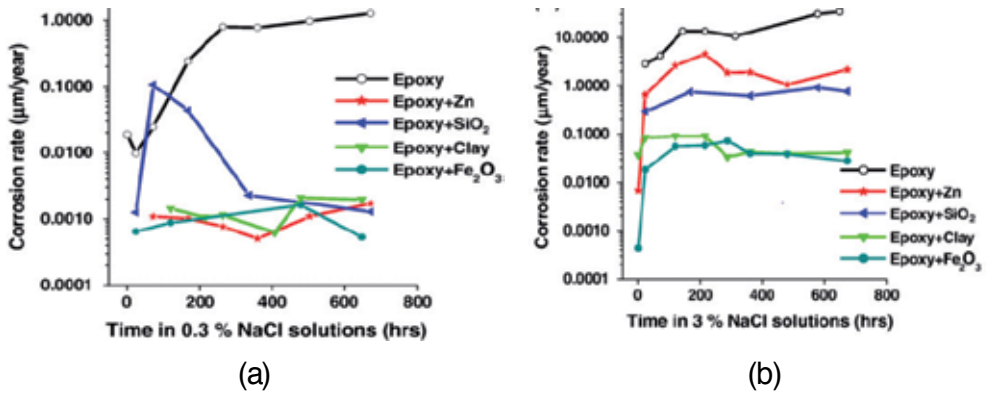 Corrosion rate (μm/year)
1.0000
0.1000
0.0100
0.0010
0.0001
Epoxy
Epoxy+Zn
Epoxy+SiO₂
Epoxy+Clay
Epoxy+Fe₂O₃
0 200 400 600 800
Time in 0.3 % NaCl solutions (hrs)
(a)
Corrosion rate (μm/year)
10.0000
1.0000
0.1000
0.0100
0.0010
0.0001
Epoxy
Epoxy+Zn
Epoxy+SiO₂
Epoxy+Clay
Epoxy+Fe₂O₃
0 200 400 600 800
Time in 3 % NaCl solutions (hrs)
(b)